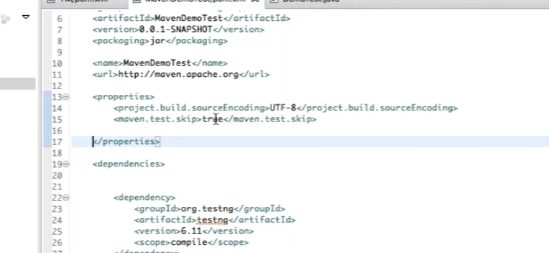 6 <artifactId>MavenDemoTest</artifactId>
7 <version>0.0.1-SNAPSHOT</version>
8 <packaging>jar</packaging>
9
10 <name>MavenDemoTest</name>
11 <url>http://maven.apache.org</url>
12
13 <properties>
14 <project.build.sourceEncoding>UTF-8</project.build.sourceEncoding>
15 <maven.test.skip>true</maven.test.skip>
16
17 </properties>
18
19 <dependencies>
20
21
22 <dependency>
23 <groupId>org.testng</groupId>
24 <artifactId>testng</artifactId>
25 <version>6.11</version>
26 <scope>compile</scope>